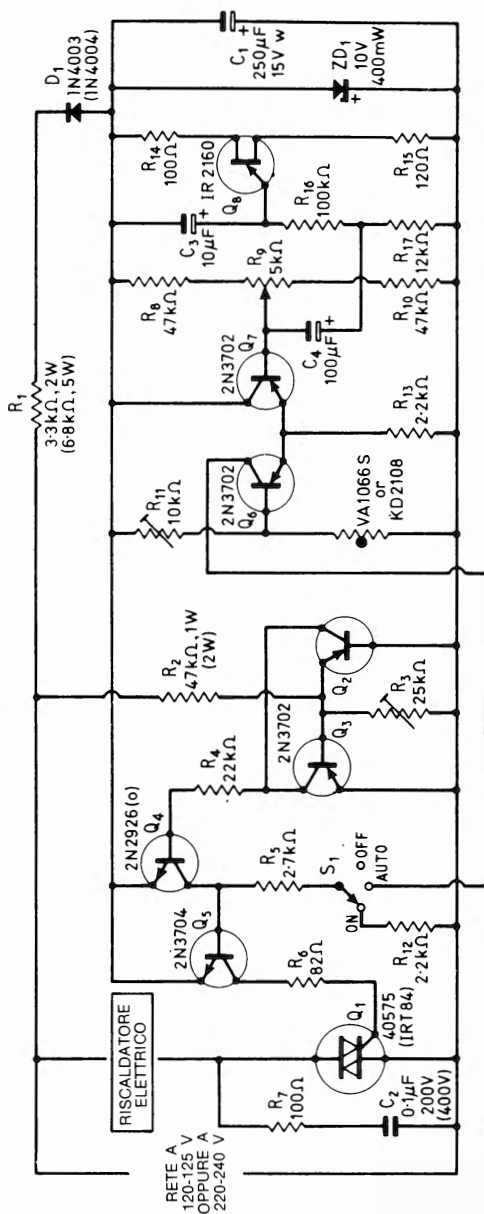 R1
3·3kΩ,2W
(6·8kΩ,5W)
D1
1N4003
(1N4004)
RETE A
120-125 V
OPPURE A
220-240 V
RISCALDATORE
ELETTRICO
R7
100Ω
C2
0·1μF
200V
(400V)
Q1
40575
(IRT84)
R6
82Ω
2N3704
Q5
2N2926(o)
Q4
R5
2.7kΩ
S1
OFF
ON
AUTO
R12
2·2kΩ
R4
22kΩ
R2
47kΩ,1W
(2W)
2N3702
Q3
Q2
R3
25kΩ
R11
10kΩ
2N3702
Q6
VA1066S
or
KD2108
2N3702
Q7
R13
2.2kΩ
R8
47kΩ
R9
5kΩ
R10
47kΩ
C4
100μF
+
C3
10μF
+
Q8
IR2160
R14
100Ω
R16
100kΩ
R17
12kΩ
R15
120Ω
ZD1
10V
400mW
+
C1
250μF
15V w
+